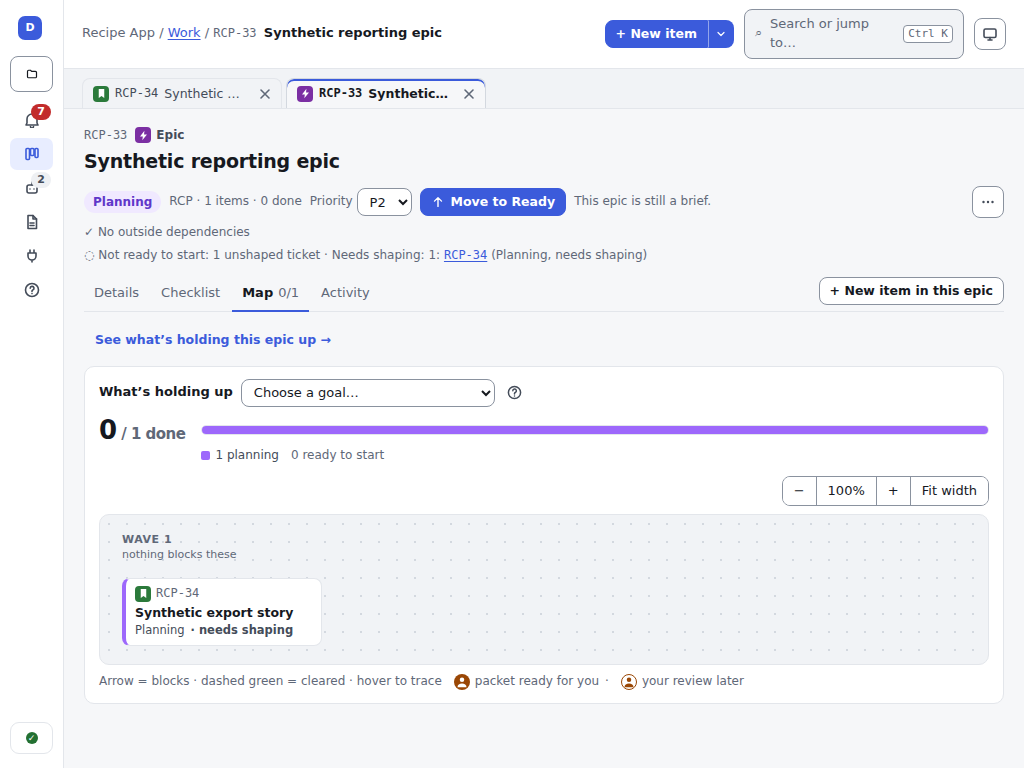 D
Recipe App / Work / RCP-33 Synthetic reporting epic
+ New item
Search or jump to…
Ctrl K
7
2
RCP-34 Synthetic …
RCP-33 Synthetic…
RCP-33 Epic
Synthetic reporting epic
Planning RCP · 1 items · 0 done Priority P2 ↑ Move to Ready This epic is still a brief.
✓ No outside dependencies
Not ready to start: 1 unshaped ticket · Needs shaping: 1: RCP-34 (Planning, needs shaping)
Details Checklist Map 0/1 Activity
+ New item in this epic
See what’s holding this epic up →
What’s holding up Choose a goal…
0 / 1 done
1 planning 0 ready to start
− 100% + Fit width
WAVE 1
nothing blocks these
RCP-34
Synthetic export story
Planning · needs shaping
Arrow = blocks · dashed green = cleared · hover to trace packet ready for you · your review later